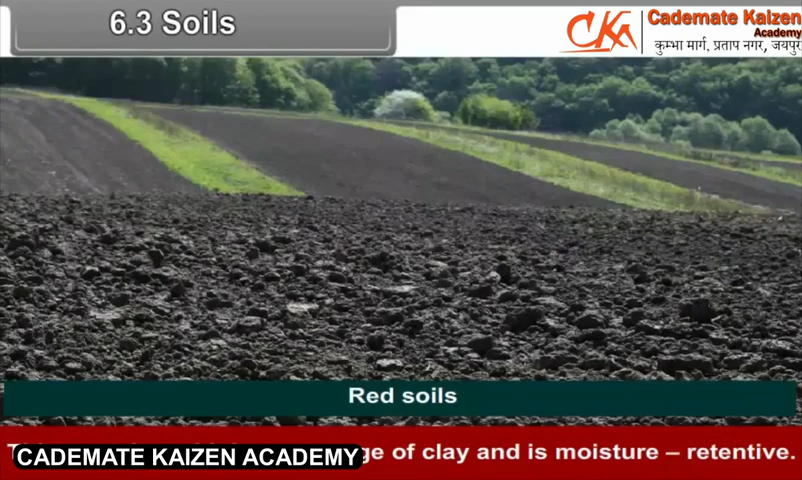 6.3 Soils
CKA
Cademate Kaizen
Academy
कुम्भा मार्ग, प्रताप नगर, जयपुर
Red soils
of clay and is moisture – retentive.
CADEMATE KAIZEN ACADEMY